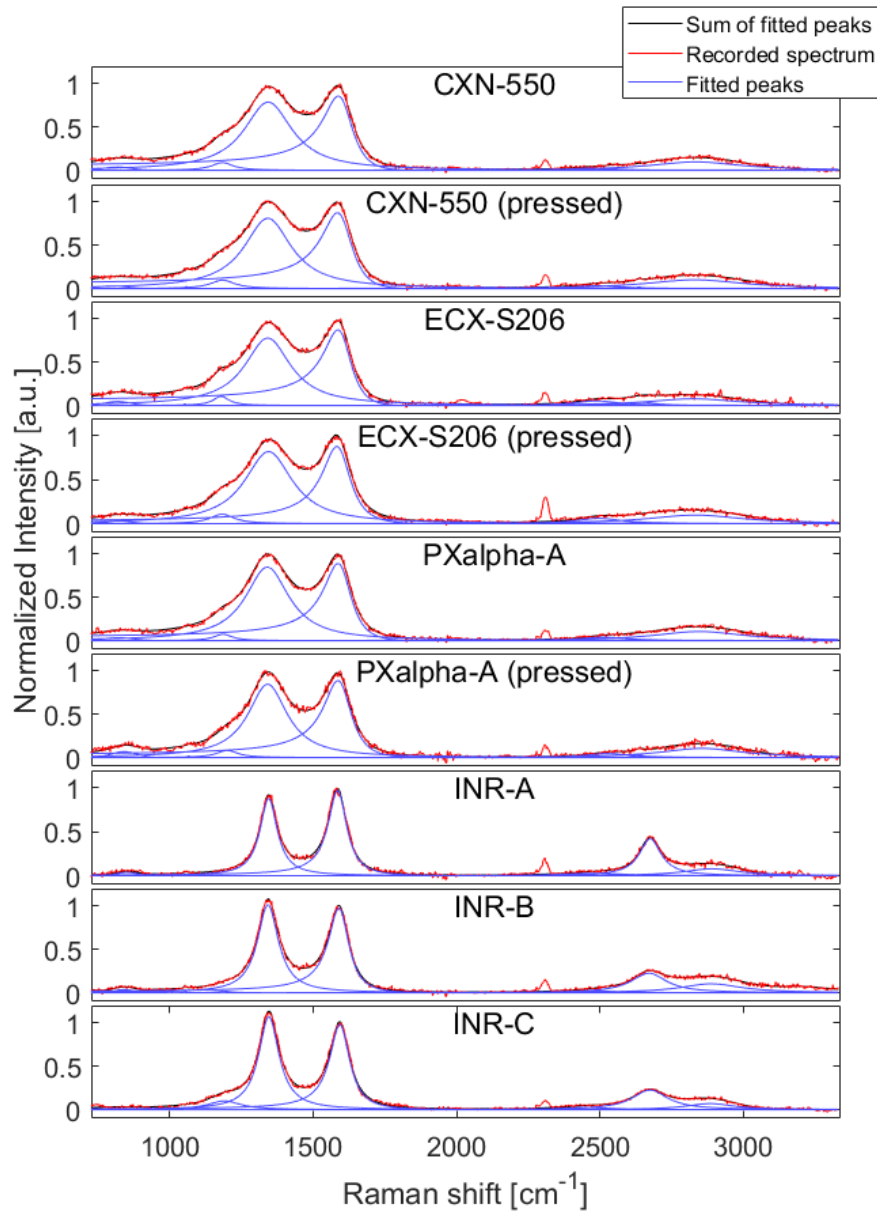 Sum of fitted peaks
Recorded spectrum
Fitted peaks
CXN-550
1
0.5
0
CXN-550 (pressed)
1
0.5
0
ECX-S206
1
0.5
0
ECX-S206 (pressed)
1
0.5
0
PXalpha-A
1
0.5
0
PXalpha-A (pressed)
1
0.5
0
INR-A
1
0.5
0
INR-B
1
0.5
0
INR-C
1
0.5
0
Normalized Intensity [a.u.]
1000 1500 2000 2500 3000
Raman shift [cm⁻¹]